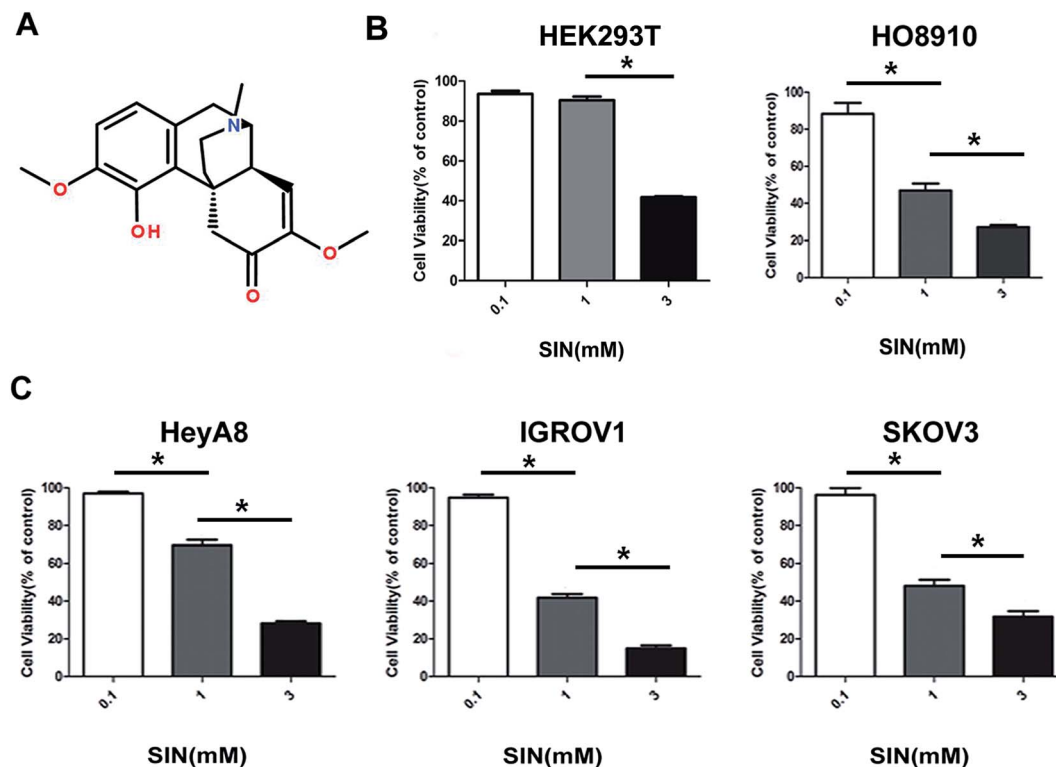 A
N
O
OH
O
O
B
HEK293T
*
Cell Viability(% of control)
100
80
60
40
20
0
0.1
1
3
SIN(mM)
HO8910
*
*
Cell Viability(% of control)
100
80
60
40
20
0
0.1
1
3
SIN(mM)
C
HeyA8
*
*
Cell Viability(% of control)
100
80
60
40
20
0
0.1
1
3
SIN(mM)
IGROV1
*
*
Cell Viability(% of control)
100
80
60
40
20
0
0.1
1
3
SIN(mM)
SKOV3
*
*
Cell Viability(% of control)
100
80
60
40
20
0
0.1
1
3
SIN(mM)